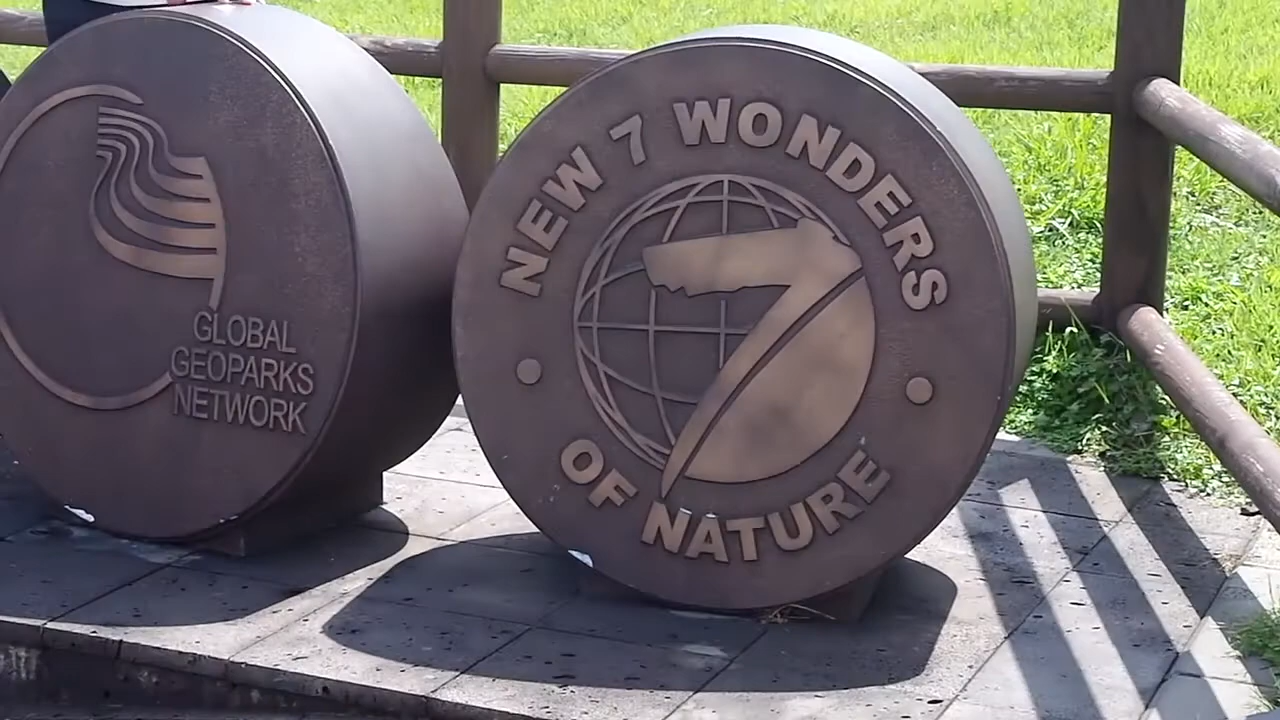 GLOBAL
GEOPARKS
NETWORK
NEW 7 WONDERS
OF NATURE
7